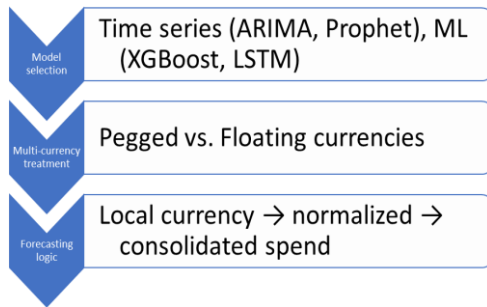 Model
selection
Time series (ARIMA, Prophet), ML
(XGBoost, LSTM)
Multi-currency
treatment
Pegged vs. Floating currencies
Forecasting
logic
Local currency → normalized →
consolidated spend